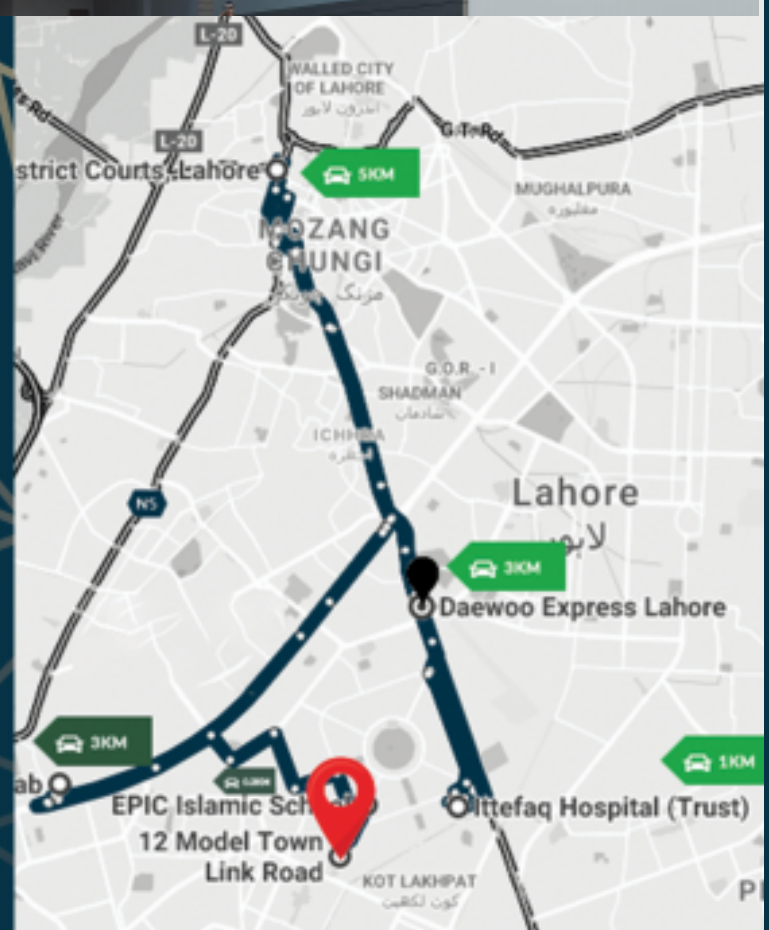 L-20
WALLED CITY
OF LAHORE
اندرون لاہور
G.T. Rd
L-20
strict Courts, Lahore
5KM
MUGHALPURA
مغلپورہ
MOZANG
CHUNGI
مزنگ چونگی
G.O.R. - I
SHADMAN
شادمان
ICHHRA
اچھرہ
N5
Lahore
لاہور
3KM
Daewoo Express Lahore
3KM
1KM
ab
EPIC Islamic
Ittefaq Hospital (Trust)
12 Model Town
Link Road
KOT LAKHPAT
کوٹ لکھپت